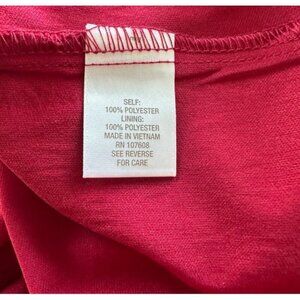 SELF:
100% POLYESTER
LINING:
100% POLYESTER
MADE IN VIETNAM
RN 107608
SEE REVERSE
FOR CARE